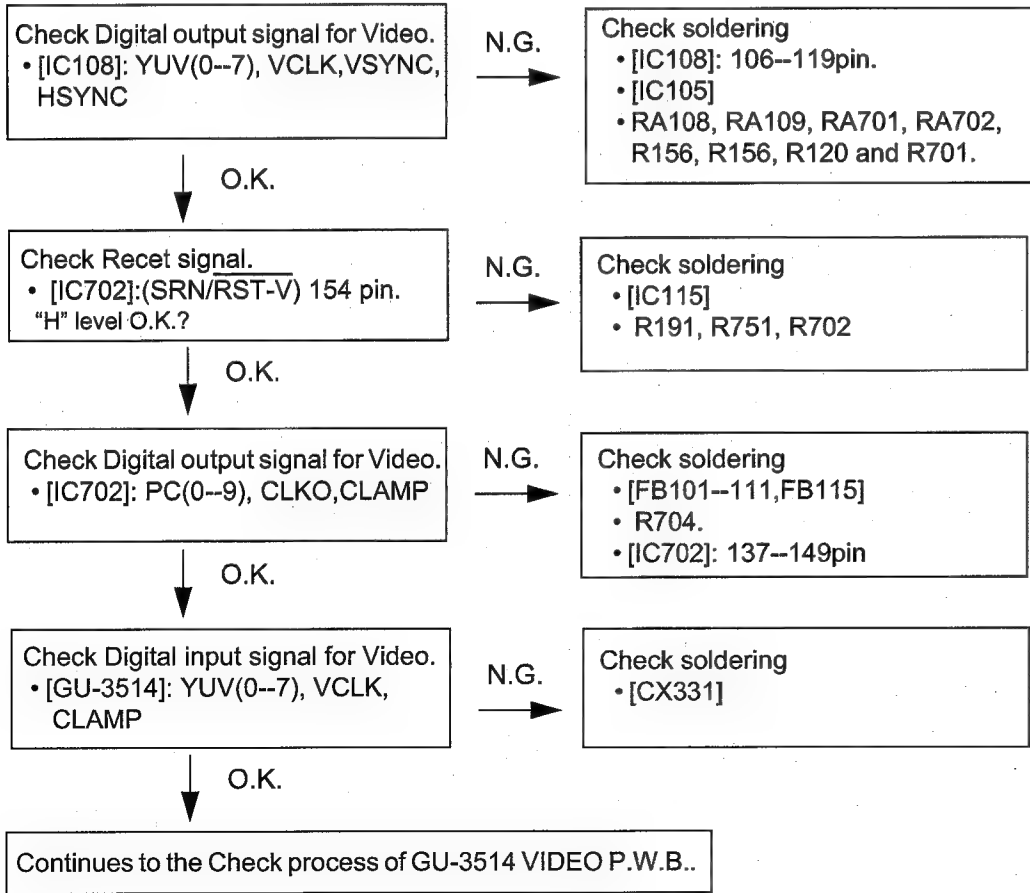 Check Digital output signal for Video.
• [IC108]: YUV(0--7), VCLK,VSYNC,
HSYNC
N.G.
Check soldering
• [IC108]: 106--119pin.
• [IC105]
• RA108, RA109, RA701, RA702,
R156, R156, R120 and R701.
O.K.
Check Recet signal.
• [IC702]:(SRN/RST-V) 154 pin.
“H” level O.K.?
N.G.
Check soldering
• [IC115]
• R191, R751, R702
O.K.
Check Digital output signal for Video.
• [IC702]: PC(0--9), CLKO,CLAMP
N.G.
Check soldering
• [FB101--111,FB115]
• R704.
• [IC702]: 137--149pin
O.K.
Check Digital input signal for Video.
• [GU-3514]: YUV(0--7), VCLK,
CLAMP
N.G.
Check soldering
• [CX331]
O.K.
Continues to the Check process of GU-3514 VIDEO P.W.B..